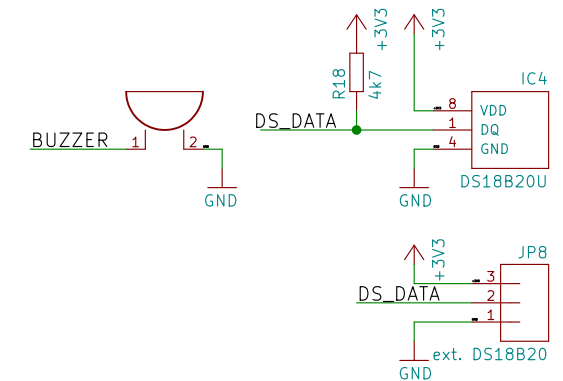 +3V3
+3V3
R18
4k7
IC4
DS_DATA
8
VDD
1
DQ
4
GND
BUZZER
1
2
GND
GND
DS18B20U
+3V3
JP8
3
DS_DATA
2
1
ext. DS18B20
GND